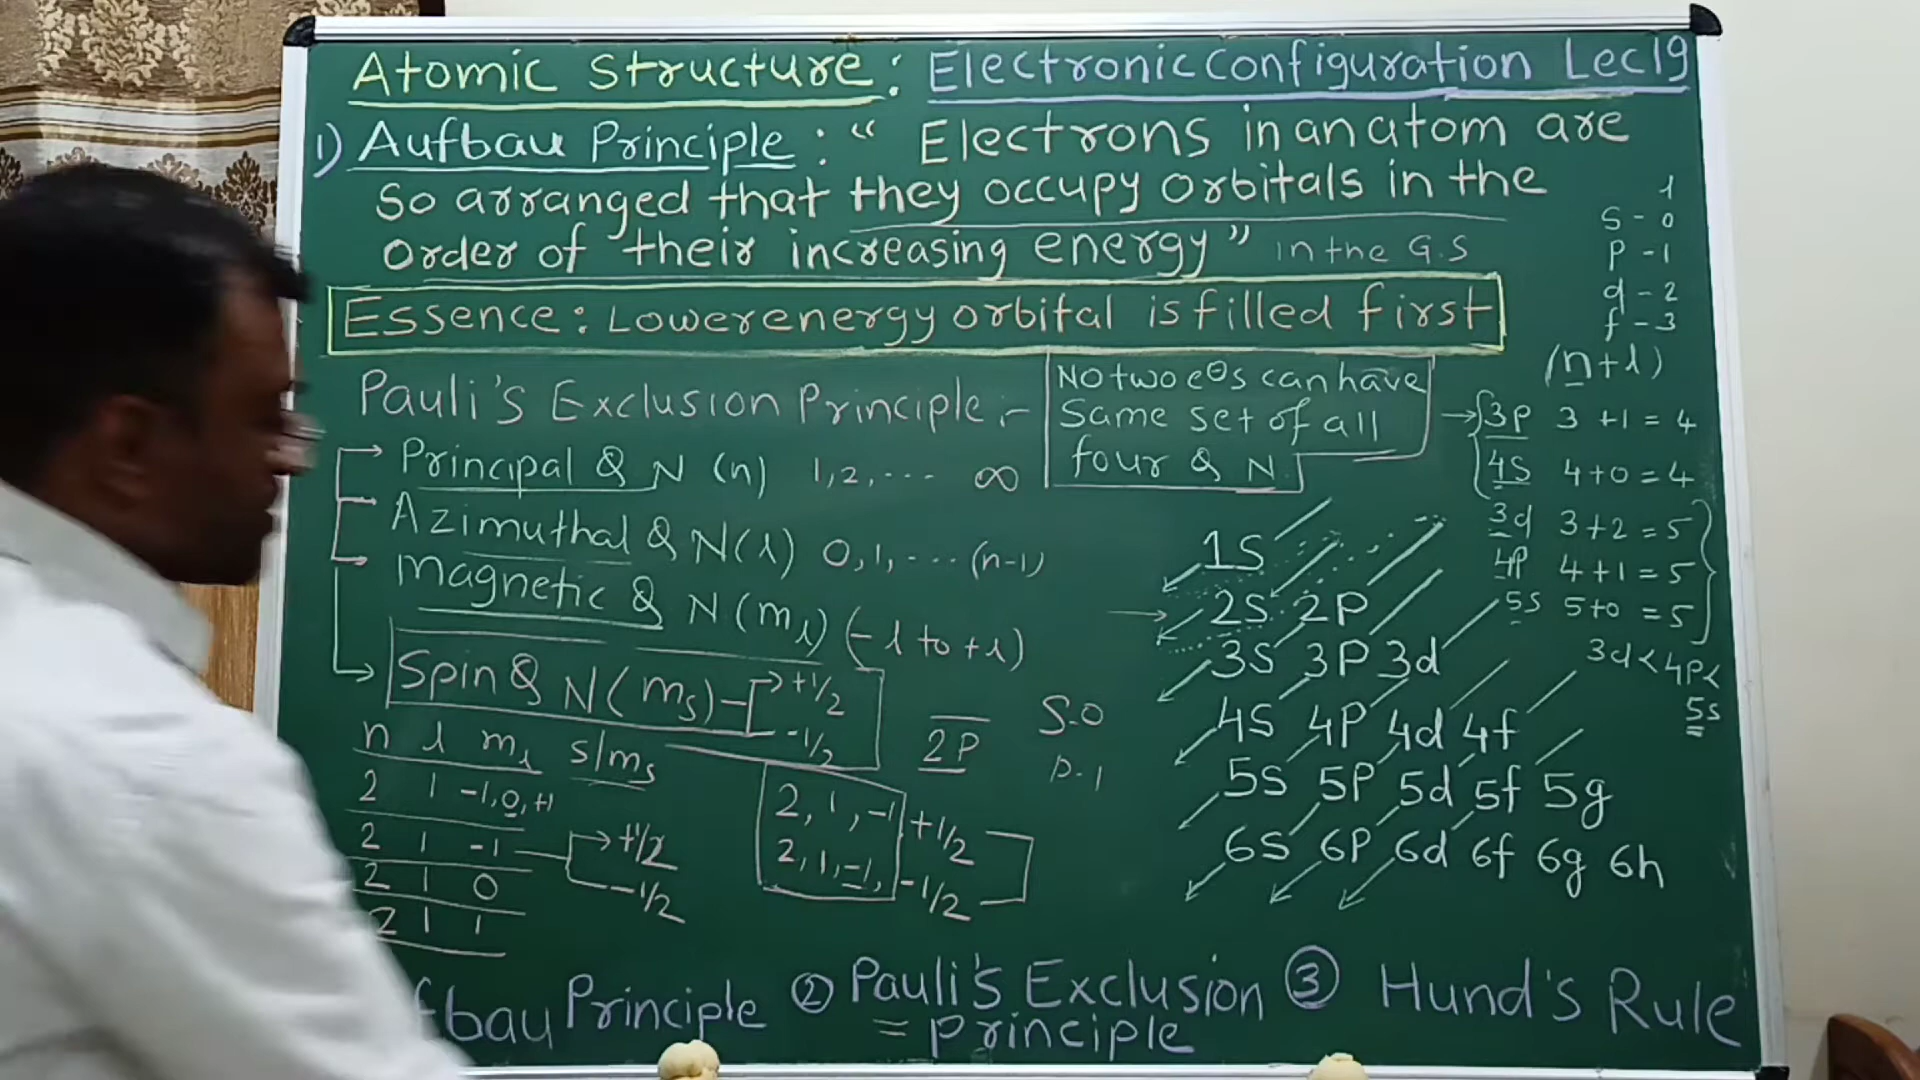 Atomic Structure: Electronic Configuration Lec19
1) Aufbau Principle: " Electrons in an atom are
So arranged that they occupy orbitals in the
Order of their increasing energy" in the G.S
Essence: Lower energy orbital is filled first
l
S - 0
P - 1
d - 2
f - 3
(n+l)
Pauli's Exclusion Principle:-
No two e⊖s can have
Same set of all
four Q N.
Principal Q N (n) 1,2,.... ∞
Azimuthal Q N (l) 0,1,.... (n-1)
Magnetic Q N (ml) (-l to +l)
Spin Q N (ms) - +1/2
-1/2
n l ml s/ms
2 1 -1,0,+1
2 1 -1 +1/2
-1/2
2 1 0
2 1 1
2P
S-0
P-1
2,1,-1,+1/2
2,1,-1,-1/2
3P 3+1=4
4S 4+0=4
3d 3+2=5
4P 4+1=5
5S 5+0=5
3d<4P<
5s
1S
2S 2P
3S 3P 3d
4S 4P 4d 4f
5S 5P 5d 5f 5g
6S 6P 6d 6f 6g 6h
fbau Principle ② Pauli's Exclusion ③ Hund's Rule
= Principle